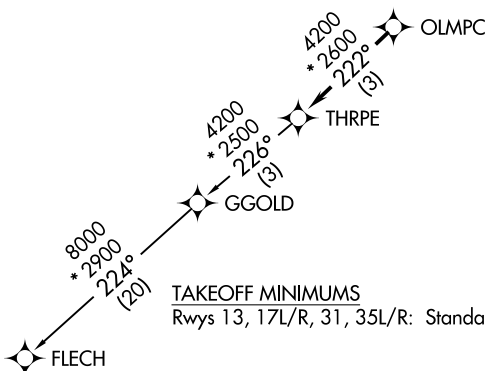 OLMPC
4200
* 2600
222°
(3)
THRPE
4200
* 2500
226°
(3)
GGOLD
8000
* 2900
224°
(20)
TAKEOFF MINIMUMS
Rwys 13, 17L/R, 31, 35L/R: Standa
FLECH